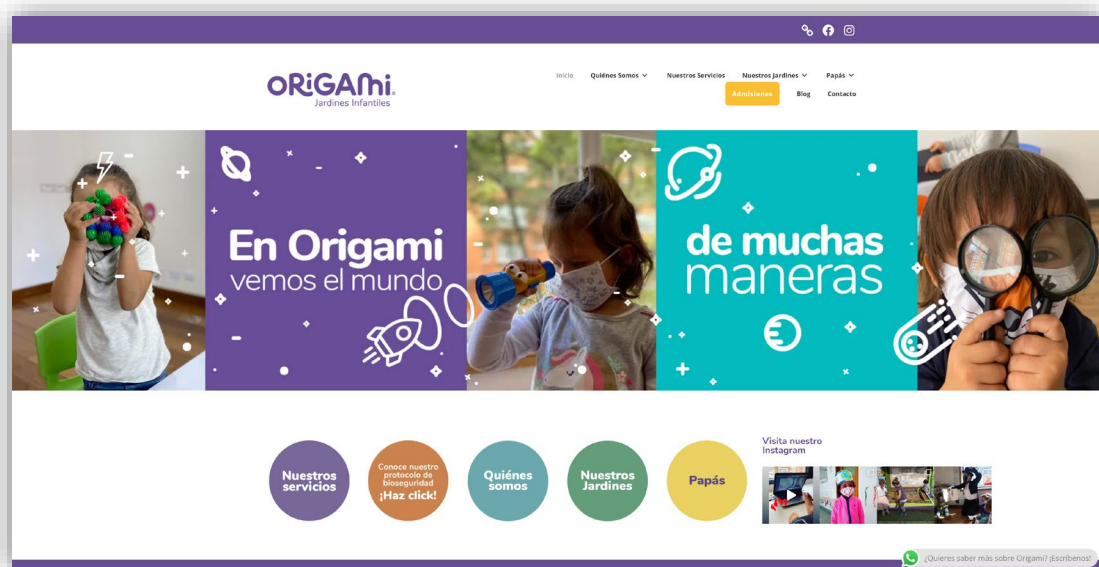 ORiGAMi
Jardines Infantiles
Inicio Quiénes Somos Nuestros Servicios Nuestros Jardines Papás
Admisiones Blog Contacto
En Origami
vemos el mundo
de muchas
maneras
Nuestros
servicios
Conoce nuestro
protocolo de
bioseguridad
¡Haz click!
Quiénes
somos
Nuestros
Jardines
Papás
Visita nuestro
Instagram
¿Quieres saber más sobre Origami? ¡Escríbenos!